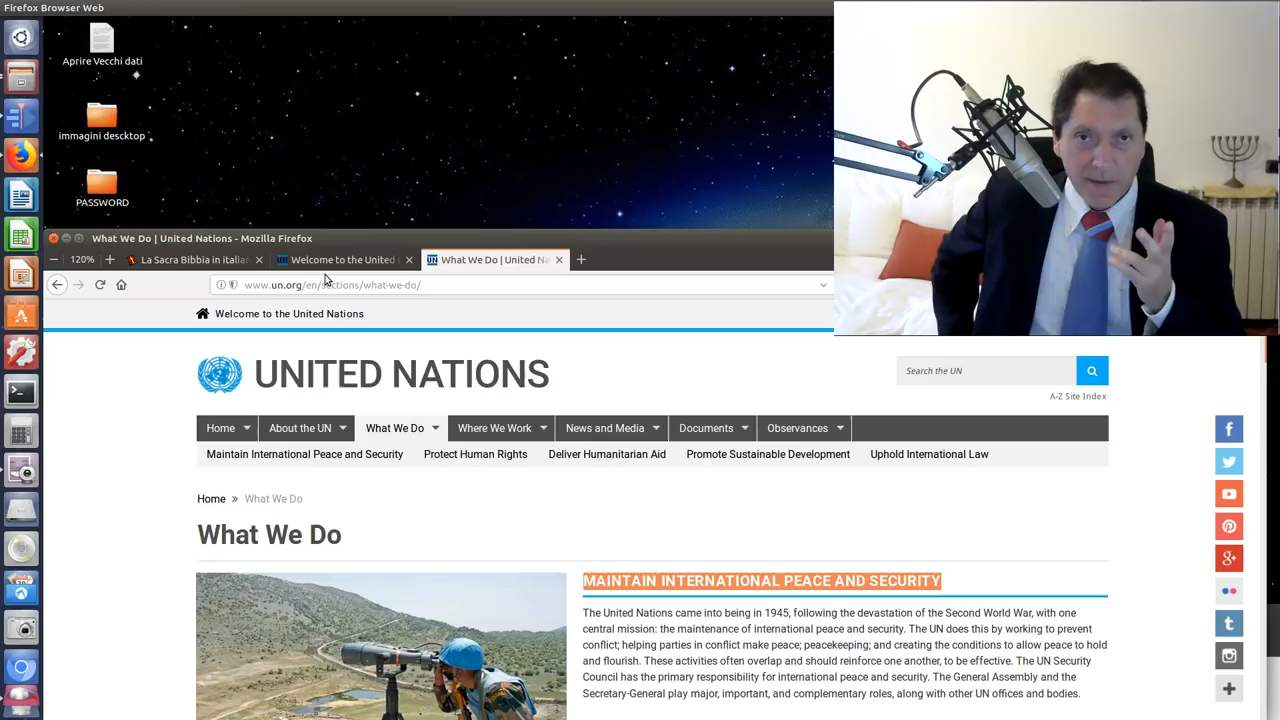 Firefox Browser Web
Aprire Vecchi dati
immagini descktop
PASSWORD
What We Do | United Nations - Mozilla Firefox
120%
La Sacra Bibbia in italia
Welcome to the United
What We Do | United Na
www.un.org/en/sections/what-we-do/
Welcome to the United Nations
UNITED NATIONS
Search the UN
A-Z Site Index
Home
About the UN
What We Do
Where We Work
News and Media
Documents
Observances
Maintain International Peace and Security
Protect Human Rights
Deliver Humanitarian Aid
Promote Sustainable Development
Uphold International Law
Home » What We Do
What We Do
MAINTAIN INTERNATIONAL PEACE AND SECURITY
The United Nations came into being in 1945, following the devastation of the Second World War, with one
central mission: the maintenance of international peace and security. The UN does this by working to prevent
conflict; helping parties in conflict make peace; peacekeeping; and creating the conditions to allow peace to hold
and flourish. These activities often overlap and should reinforce one another, to be effective. The UN Security
Council has the primary responsibility for international peace and security. The General Assembly and the
Secretary-General play major, important, and complementary roles, along with other UN offices and bodies.